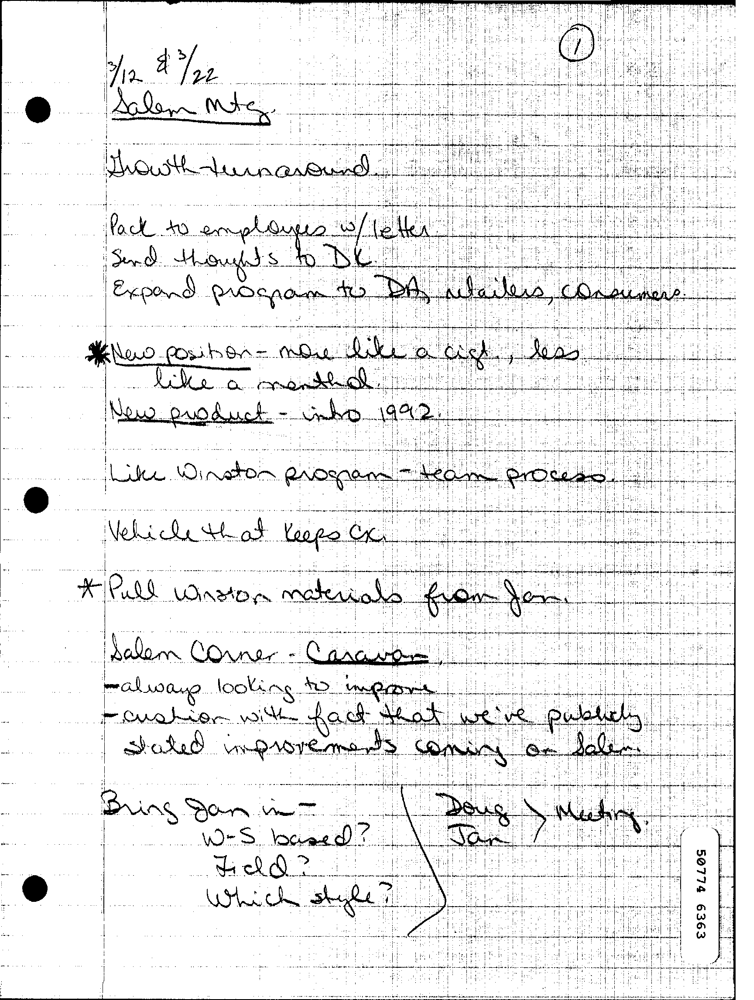 1
3/12 & 3/22
Salem Mtg.
Growth turnaround.
Pack to employees w/ letter
Send thoughts to DK
Expand program to DA, retailers, consumers.
* New position - more like a cigt., less
like a menthol.
New product - intro 1992.
Like Winston program - team process.
Vehicle that keeps
* Pull Winston materials from Jan.
Salem Corner - Caravan.
- always looking to improve
- cushion with fact that we've publicly
stated improvements coming on Salem.
Bring Jan in -
W-S based?
Field?
Which style?
Doug
Jan
Meeting.
50774 6363